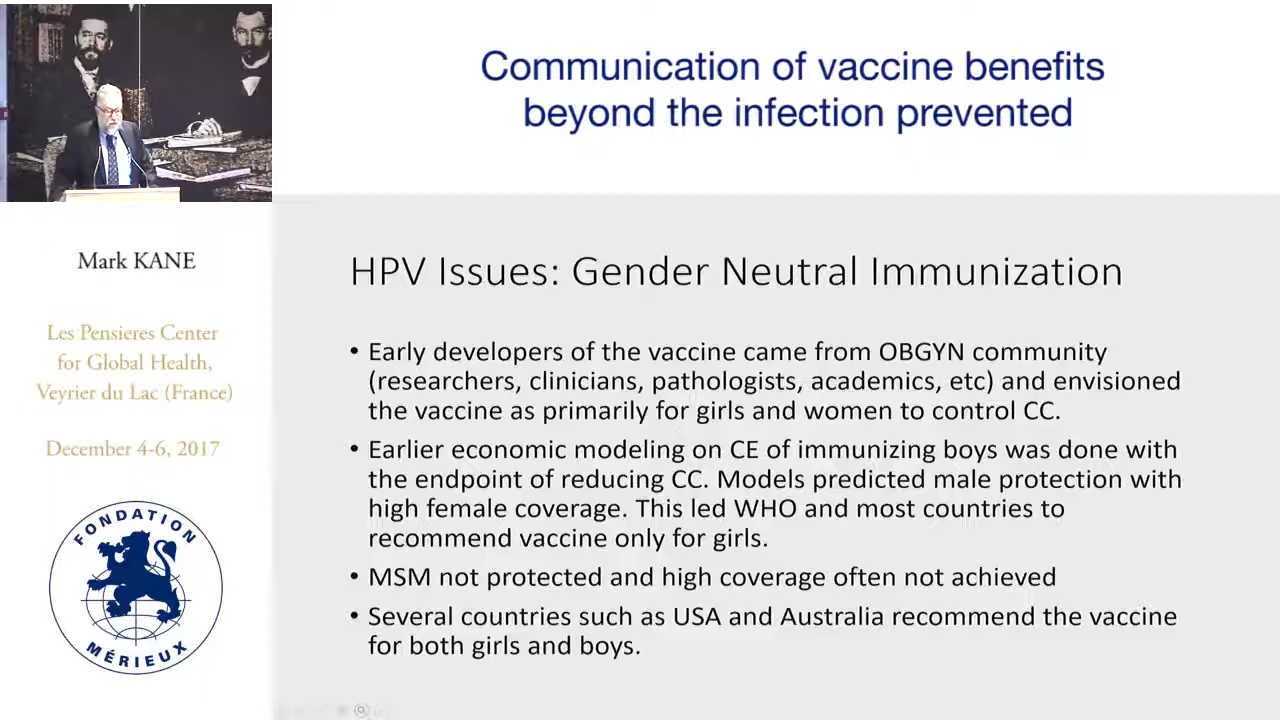 Communication of vaccine benefits
beyond the infection prevented
Mark KANE
Les Pensieres Center
for Global Health,
Veyrier du Lac (France)
December 4-6, 2017
FONDATION
MÉRIEUX
HPV Issues: Gender Neutral Immunization
• Early developers of the vaccine came from OBGYN community
(researchers, clinicians, pathologists, academics, etc) and envisioned
the vaccine as primarily for girls and women to control CC.
• Earlier economic modeling on CE of immunizing boys was done with
the endpoint of reducing CC. Models predicted male protection with
high female coverage. This led WHO and most countries to
recommend vaccine only for girls.
• MSM not protected and high coverage often not achieved
• Several countries such as USA and Australia recommend the vaccine
for both girls and boys.